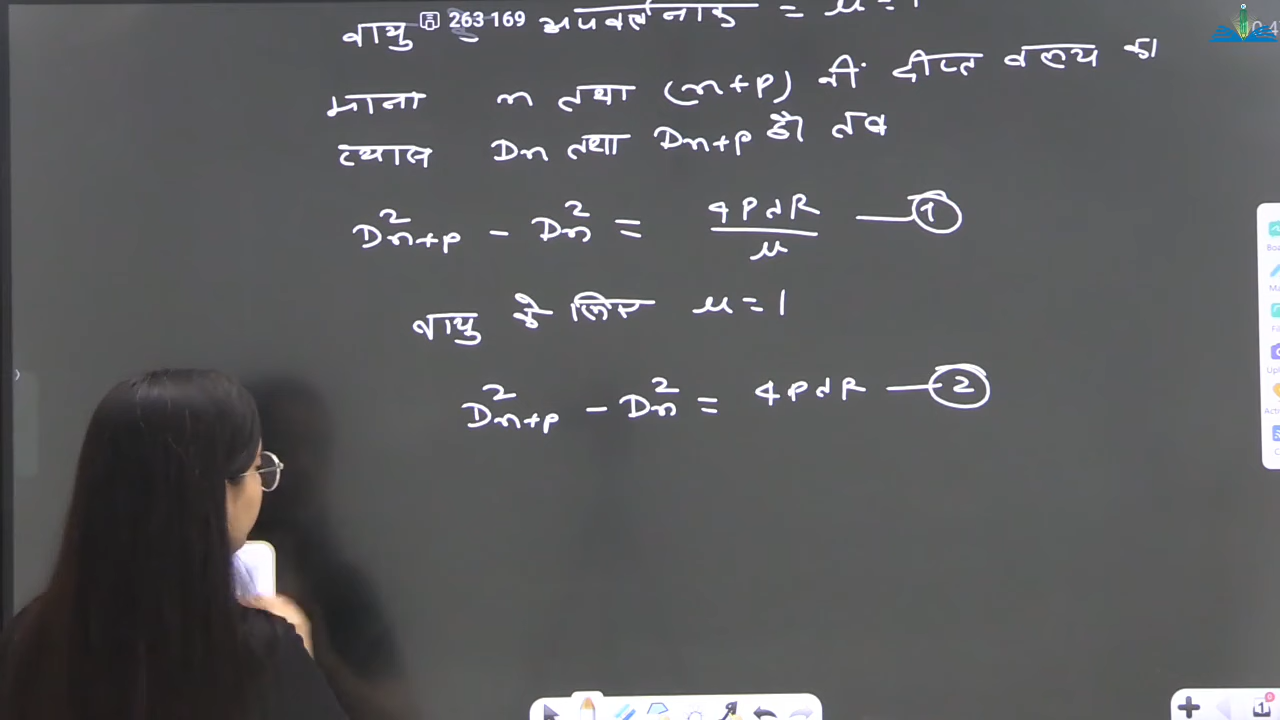 वायु 263 169 अपवर्तनांक = μ = 1
माना n तथा (n+p) वीं दीप्त वलय का
व्यास Dn तथा Dn+p हो तब
D²n+p - D²n = 4PλR / μ — ①
वायु के लिए μ = 1
D²n+p - D²n = 4PλR — ②